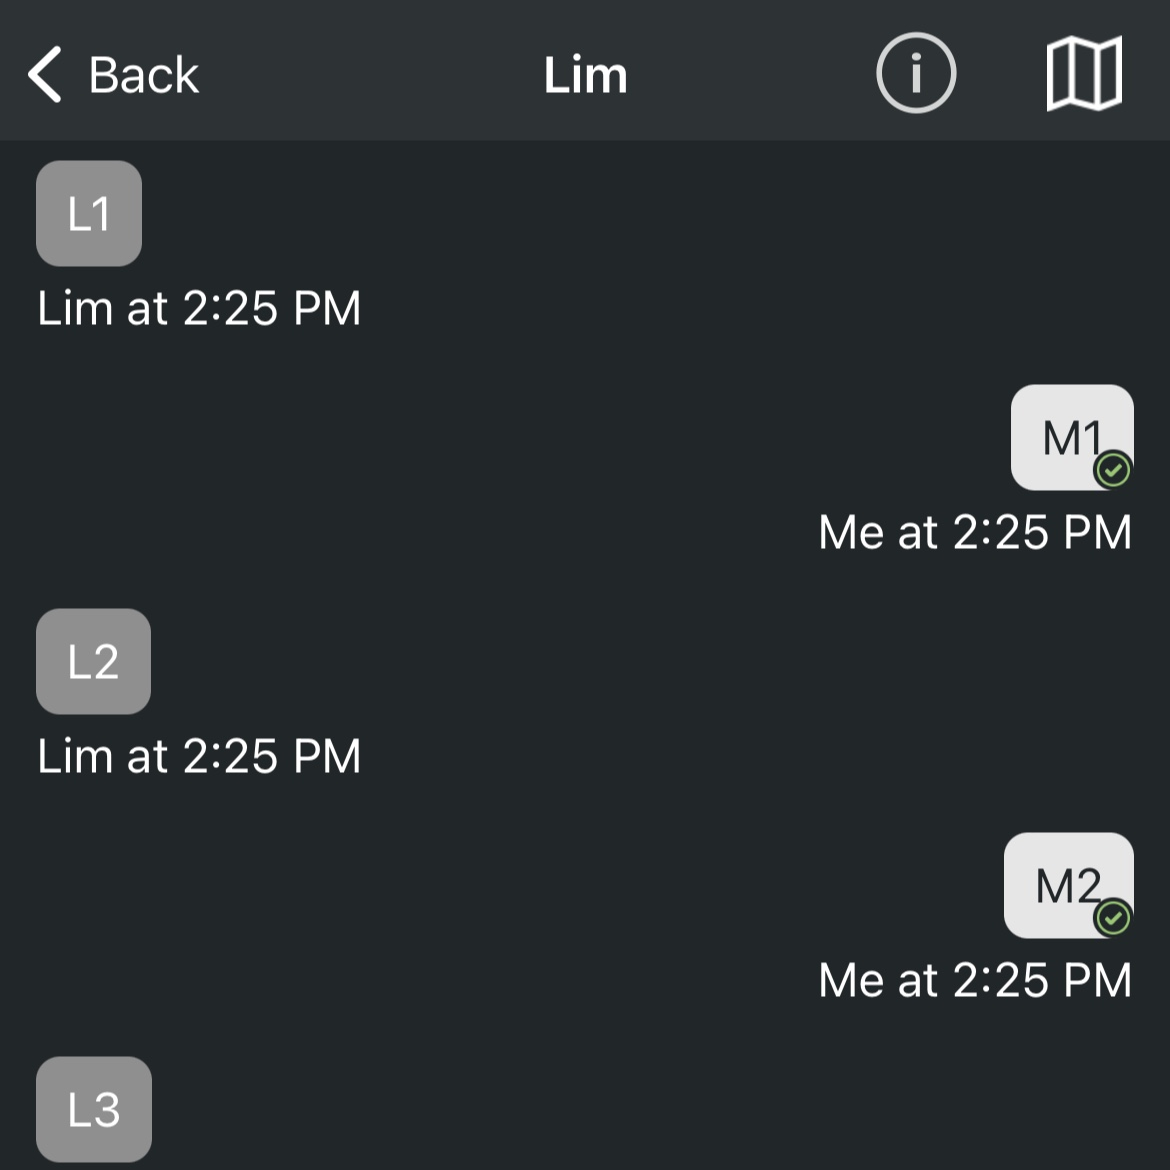 Back
Lim
L1
Lim at 2:25 PM
M1
Me at 2:25 PM
L2
Lim at 2:25 PM
M2
Me at 2:25 PM
L3